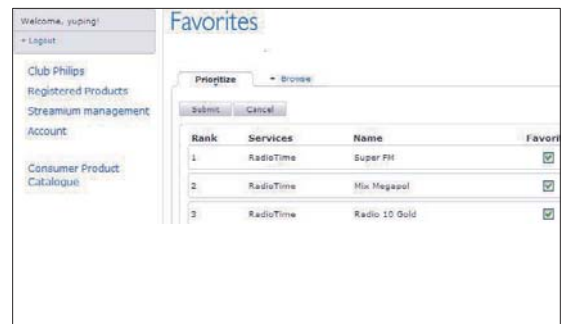 Welcome, yuping!
Logout
Club Philips
Registered Products
Streamium management
Account
Consumer Product
Catalogue
Favorites
Prioritize Browse
Submit Cancel
Rank Services Name Favorit
1 RadioTime Super FM
2 RadioTime Mix Megapol
3 RadioTime Radio 10 Gold